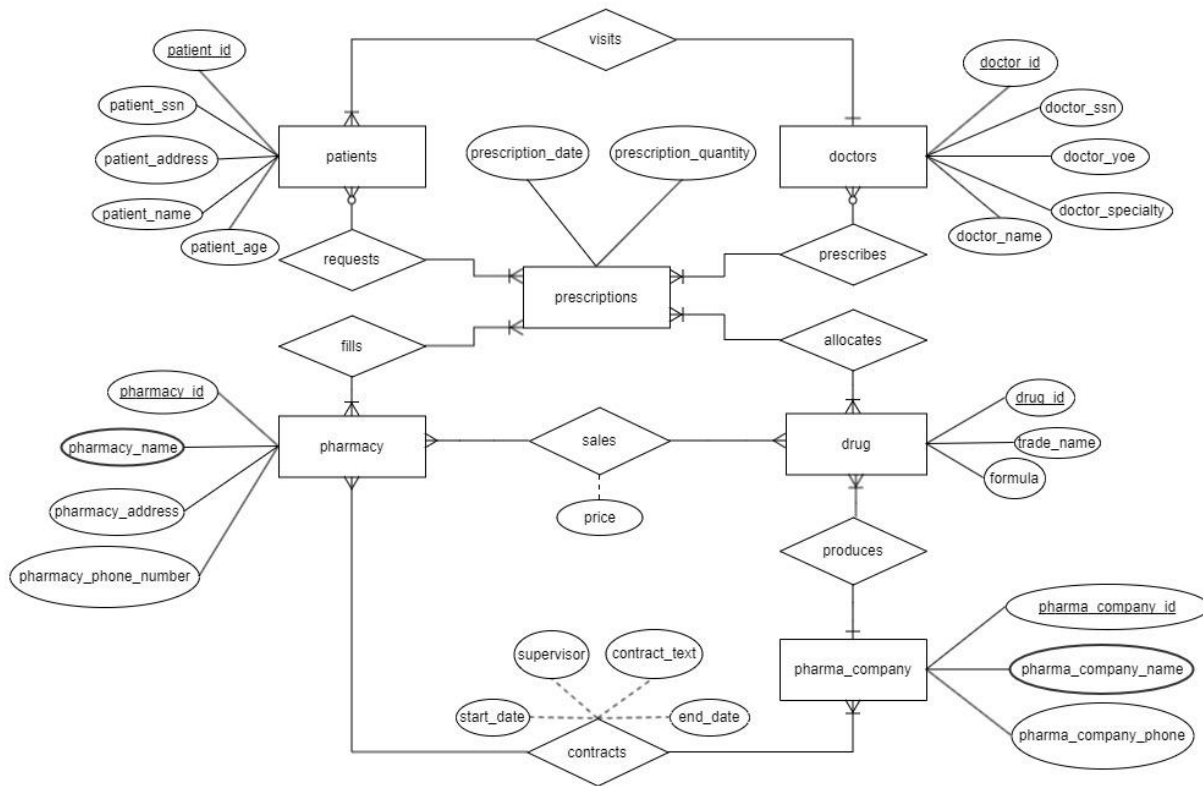 visits
patient_id
doctor_id
patient_ssn
doctor_ssn
patients
prescription_date
prescription_quantity
doctors
patient_address
doctor_yoe
patient_name
doctor_specialty
patient_age
doctor_name
requests
prescribes
prescriptions
fills
allocates
pharmacy_id
drug_id
pharmacy_name
pharmacy
sales
drug
trade_name
formula
pharmacy_address
price
produces
pharmacy_phone_number
pharma_company_id
supervisor
contract_text
pharma_company
pharma_company_name
start_date
end_date
pharma_company_phone
contracts